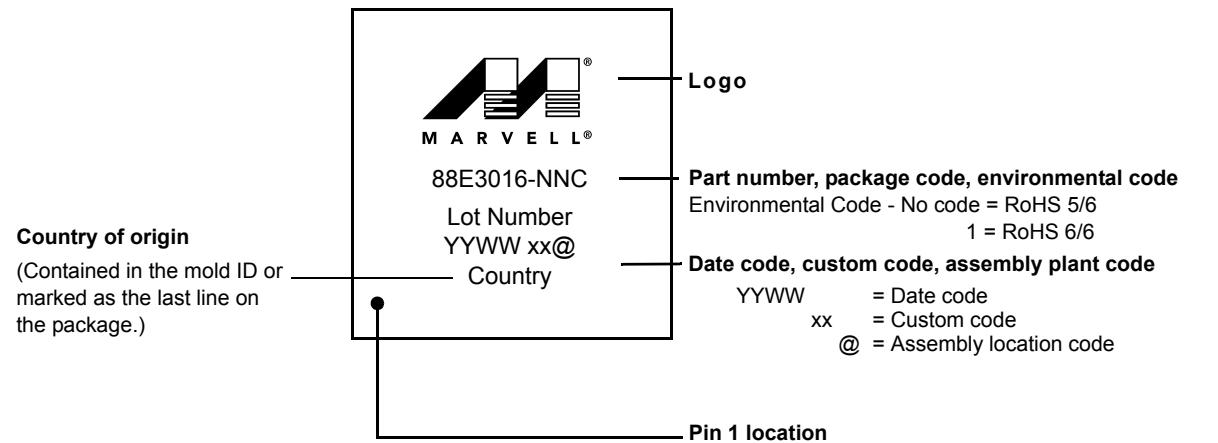 ®
MARVELL®
88E3016-NNC
Lot Number
YYWW xx@
Country
Logo
Part number, package code, environmental code
Environmental Code - No code = RoHS 5/6
1 = RoHS 6/6
Country of origin
(Contained in the mold ID or
marked as the last line on
the package.)
Date code, custom code, assembly plant code
YYWW = Date code
xx = Custom code
@ = Assembly location code
Pin 1 location